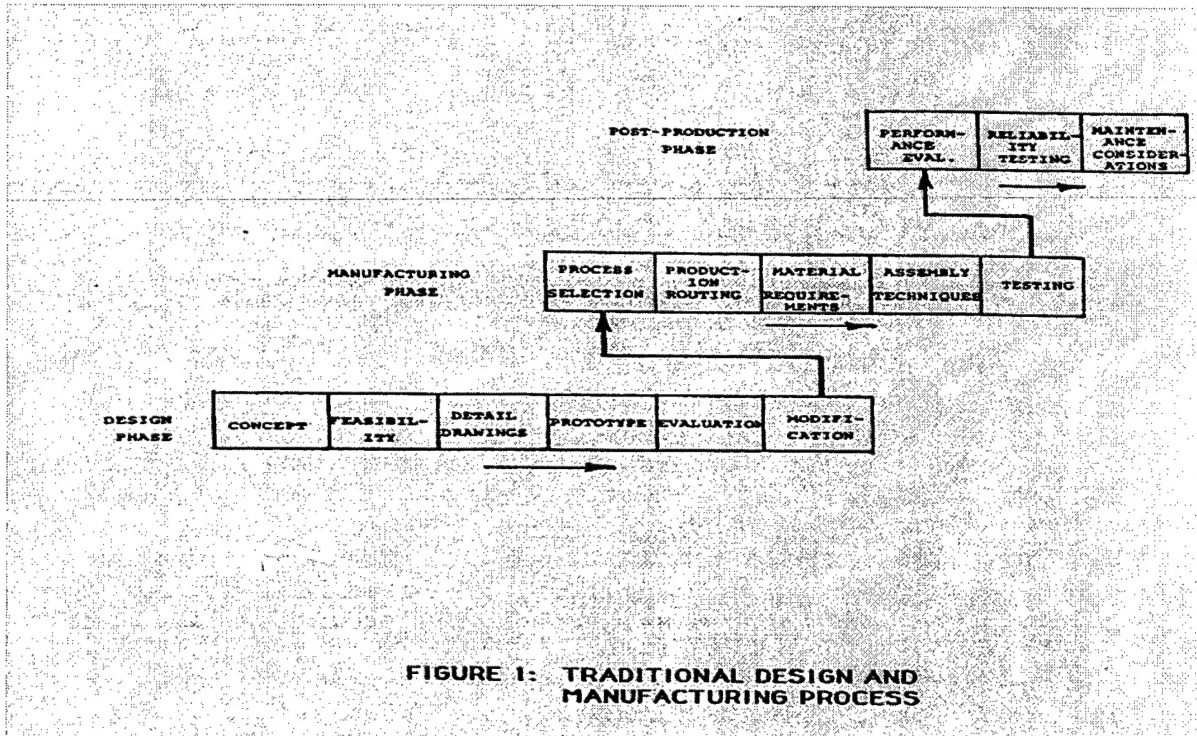 POST-PRODUCTION
PHASE
PERFORM-
ANCE
EVAL.
RELIABIL-
ITY
TESTING
MAINTEN-
ANCE
CONSIDER-
ATIONS
MANUFACTURING
PHASE
PROCESS
SELECTION
PRODUCT-
ION
ROUTING
MATERIAL
REQUIRE-
MENTS
ASSEMBLY
TECHNIQUES
TESTING
DESIGN
PHASE
CONCEPT
FEASIBIL-
ITY
DETAIL
DRAWINGS
PROTOTYPE
EVALUATION
MODIFI-
CATION
FIGURE 1: TRADITIONAL DESIGN AND
MANUFACTURING PROCESS